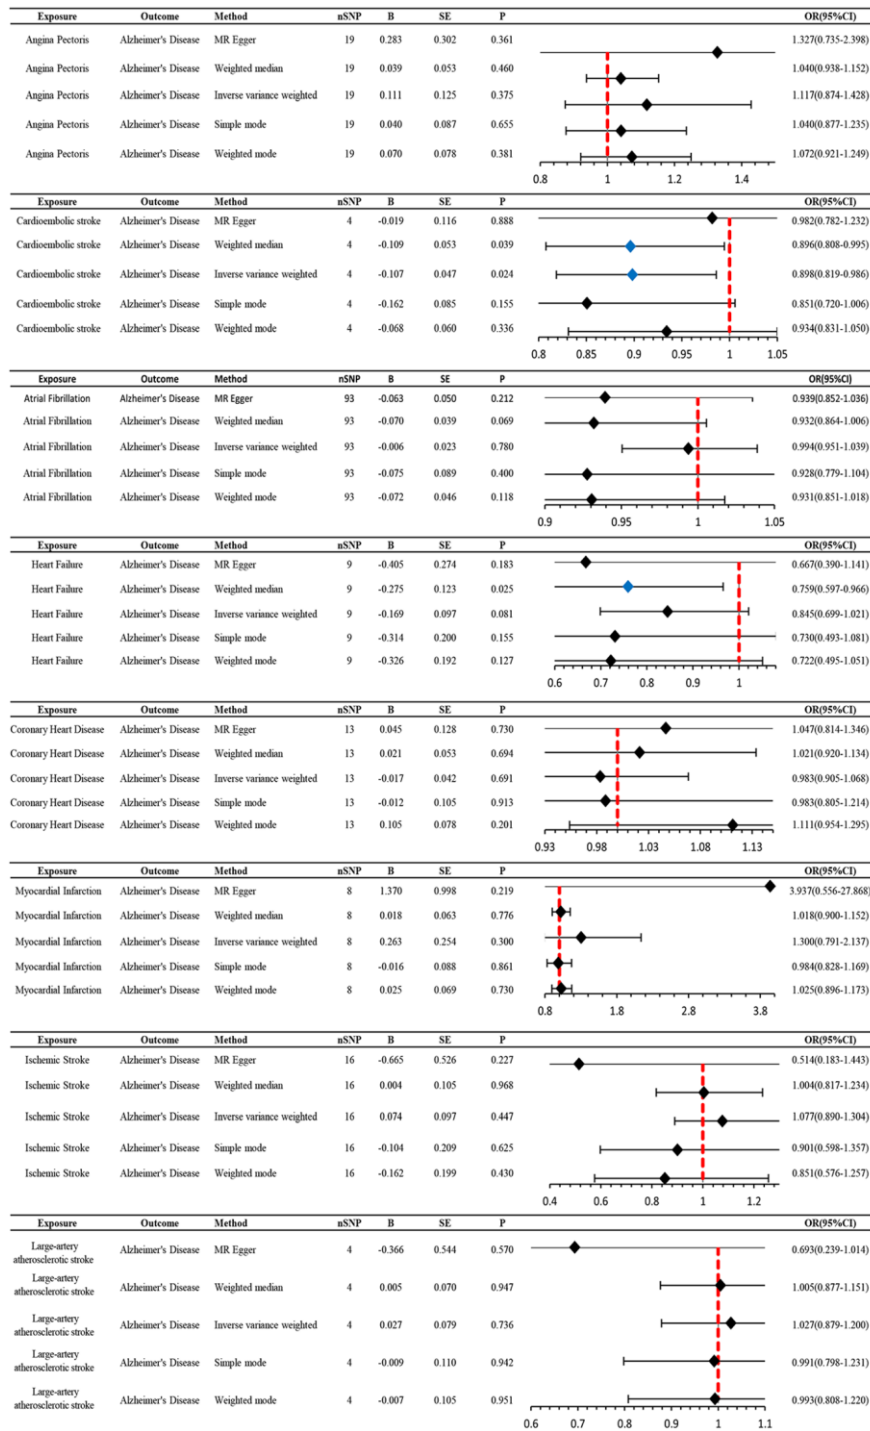 Exposure Outcome Method nSNP B SE P OR(95%CI)
Angina Pectoris Alzheimer's Disease MR Egger 19 0.283 0.302 0.361 1.327(0.735-2.398)
Angina Pectoris Alzheimer's Disease Weighted median 19 0.039 0.053 0.460 1.040(0.938-1.152)
Angina Pectoris Alzheimer's Disease Inverse variance weighted 19 0.111 0.125 0.375 1.117(0.874-1.428)
Angina Pectoris Alzheimer's Disease Simple mode 19 0.040 0.087 0.655 1.040(0.877-1.235)
Angina Pectoris Alzheimer's Disease Weighted mode 19 0.070 0.078 0.381 1.072(0.921-1.249)
0.8 1 1.2 1.4
Exposure Outcome Method nSNP B SE P OR(95%CI)
Cardioembolic stroke Alzheimer's Disease MR Egger 4 -0.019 0.116 0.888 0.982(0.782-1.232)
Cardioembolic stroke Alzheimer's Disease Weighted median 4 -0.109 0.053 0.039 0.896(0.808-0.995)
Cardioembolic stroke Alzheimer's Disease Inverse variance weighted 4 -0.107 0.047 0.024 0.898(0.819-0.986)
Cardioembolic stroke Alzheimer's Disease Simple mode 4 -0.162 0.085 0.155 0.851(0.720-1.006)
Cardioembolic stroke Alzheimer's Disease Weighted mode 4 -0.068 0.060 0.336 0.934(0.831-1.050)
0.8 0.85 0.9 0.95 1 1.05
Exposure Outcome Method nSNP B SE P OR(95%CI)
Atrial Fibrillation Alzheimer's Disease MR Egger 93 -0.063 0.050 0.212 0.939(0.852-1.036)
Atrial Fibrillation Alzheimer's Disease Weighted median 93 -0.070 0.039 0.069 0.932(0.864-1.006)
Atrial Fibrillation Alzheimer's Disease Inverse variance weighted 93 -0.006 0.023 0.780 0.994(0.951-1.039)
Atrial Fibrillation Alzheimer's Disease Simple mode 93 -0.075 0.089 0.400 0.928(0.779-1.104)
Atrial Fibrillation Alzheimer's Disease Weighted mode 93 -0.072 0.046 0.118 0.931(0.851-1.018)
0.9 0.95 1 1.05
Exposure Outcome Method nSNP B SE P OR(95%CI)
Heart Failure Alzheimer's Disease MR Egger 9 -0.405 0.274 0.183 0.667(0.390-1.141)
Heart Failure Alzheimer's Disease Weighted median 9 -0.275 0.123 0.025 0.759(0.597-0.966)
Heart Failure Alzheimer's Disease Inverse variance weighted 9 -0.169 0.097 0.081 0.845(0.699-1.021)
Heart Failure Alzheimer's Disease Simple mode 9 -0.314 0.200 0.155 0.730(0.493-1.081)
Heart Failure Alzheimer's Disease Weighted mode 9 -0.326 0.192 0.127 0.722(0.495-1.051)
0.6 0.7 0.8 0.9 1
Exposure Outcome Method nSNP B SE P OR(95%CI)
Coronary Heart Disease Alzheimer's Disease MR Egger 13 0.045 0.128 0.730 1.047(0.814-1.346)
Coronary Heart Disease Alzheimer's Disease Weighted median 13 0.021 0.053 0.694 1.021(0.920-1.134)
Coronary Heart Disease Alzheimer's Disease Inverse variance weighted 13 -0.017 0.042 0.691 0.983(0.905-1.068)
Coronary Heart Disease Alzheimer's Disease Simple mode 13 -0.012 0.105 0.913 0.983(0.805-1.214)
Coronary Heart Disease Alzheimer's Disease Weighted mode 13 0.105 0.078 0.201 1.111(0.954-1.295)
0.93 0.98 1.03 1.08 1.13
Exposure Outcome Method nSNP B SE P OR(95%CI)
Myocardial Infarction Alzheimer's Disease MR Egger 8 1.370 0.998 0.219 3.937(0.556-27.868)
Myocardial Infarction Alzheimer's Disease Weighted median 8 0.018 0.063 0.776 1.018(0.900-1.152)
Myocardial Infarction Alzheimer's Disease Inverse variance weighted 8 0.263 0.254 0.300 1.300(0.791-2.137)
Myocardial Infarction Alzheimer's Disease Simple mode 8 -0.016 0.088 0.861 0.984(0.828-1.169)
Myocardial Infarction Alzheimer's Disease Weighted mode 8 0.025 0.069 0.730 1.025(0.896-1.173)
0.8 1.8 2.8 3.8
Exposure Outcome Method nSNP B SE P OR(95%CI)
Ischemic Stroke Alzheimer's Disease MR Egger 16 -0.665 0.526 0.227 0.514(0.183-1.443)
Ischemic Stroke Alzheimer's Disease Weighted median 16 0.004 0.105 0.968 1.004(0.817-1.234)
Ischemic Stroke Alzheimer's Disease Inverse variance weighted 16 0.074 0.097 0.447 1.077(0.890-1.304)
Ischemic Stroke Alzheimer's Disease Simple mode 16 -0.104 0.209 0.625 0.901(0.598-1.357)
Ischemic Stroke Alzheimer's Disease Weighted mode 16 -0.162 0.199 0.430 0.851(0.576-1.257)
0.4 0.6 0.8 1 1.2
Exposure Outcome Method nSNP B SE P OR(95%CI)
Large-artery
atherosclerotic stroke Alzheimer's Disease MR Egger 4 -0.366 0.544 0.570 0.693(0.239-1.014)
Large-artery
atherosclerotic stroke Alzheimer's Disease Weighted median 4 0.005 0.070 0.947 1.005(0.877-1.151)
Large-artery
atherosclerotic stroke Alzheimer's Disease Inverse variance weighted 4 0.027 0.079 0.736 1.027(0.879-1.200)
Large-artery
atherosclerotic stroke Alzheimer's Disease Simple mode 4 -0.009 0.110 0.942 0.991(0.798-1.231)
Large-artery
atherosclerotic stroke Alzheimer's Disease Weighted mode 4 -0.007 0.105 0.951 0.993(0.808-1.220)
0.6 0.7 0.8 0.9 1 1.1